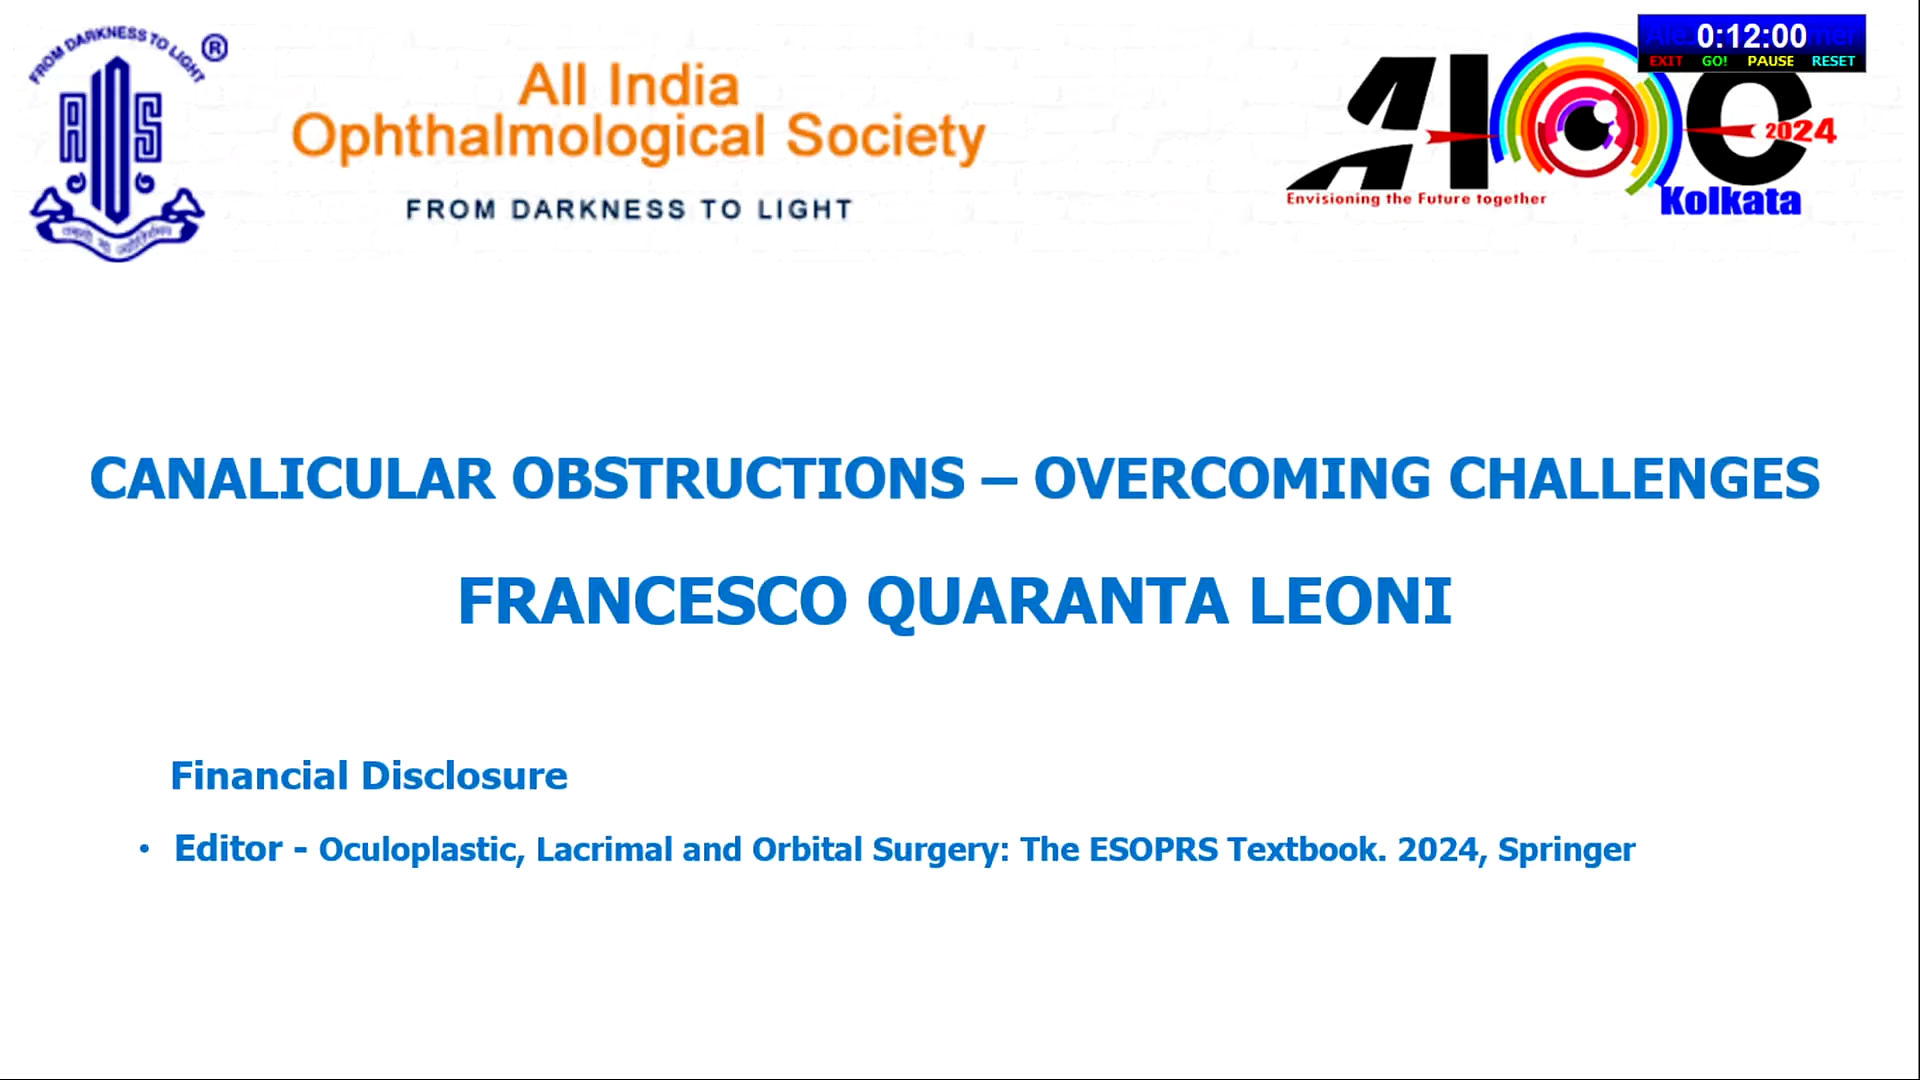 FROM DARKNESS TO LIGHT
®
AIOS
All India
Ophthalmological Society
FROM DARKNESS TO LIGHT
AIOC
2024
Envisioning the Future together
Kolkata
0:12:00
EXIT GO! PAUSE RESET
CANALICULAR OBSTRUCTIONS – OVERCOMING CHALLENGES
FRANCESCO QUARANTA LEONI
Financial Disclosure
• Editor - Oculoplastic, Lacrimal and Orbital Surgery: The ESOPRS Textbook. 2024, Springer